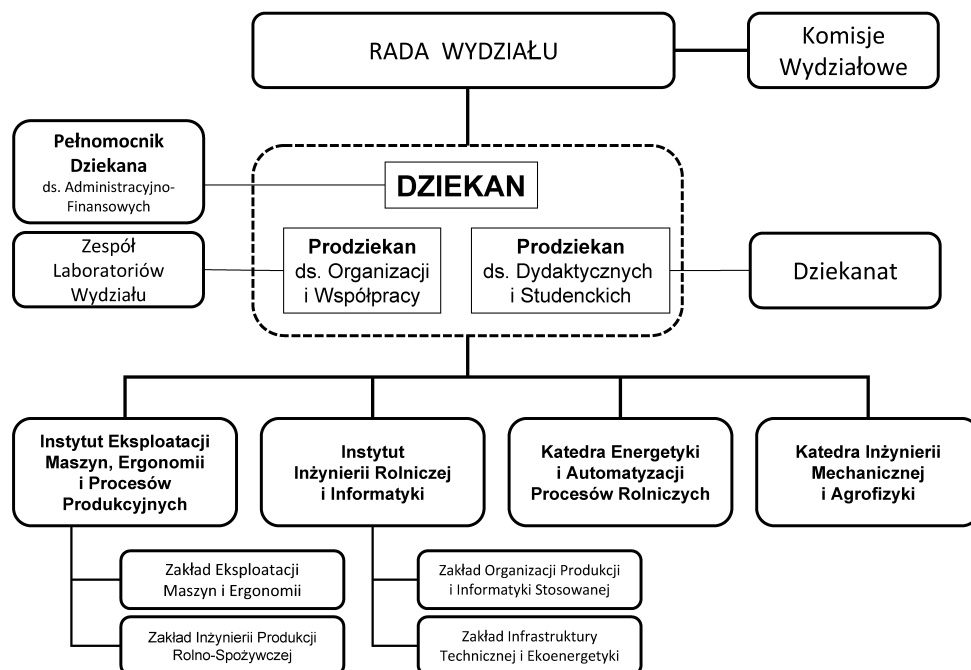 RADA WYDZIAŁU
Komisje
Wydziałowe
Pełnomocnik
Dziekana
ds. Administracyjno-
Finansowych
DZIEKAN
Zespół
Laboratoriów
Wydziału
Prodziekan
ds. Organizacji
i Współpracy
Prodziekan
ds. Dydaktycznych
i Studenckich
Dziekanat
Instytut Eksploatacji
Maszyn, Ergonomii
i Procesów
Produkcyjnych
Instytut
Inżynierii Rolniczej
i Informatyki
Katedra Energetyki
i Automatyzacji
Procesów Rolniczych
Katedra Inżynierii
Mechanicznej
i Agrofizyki
Zakład Eksploatacji
Maszyn i Ergonomii
Zakład Organizacji Produkcji
i Informatyki Stosowanej
Zakład Inżynierii Produkcji
Rolno-Spożywczej
Zakład Infrastruktury
Technicznej i Ekoenergetyki